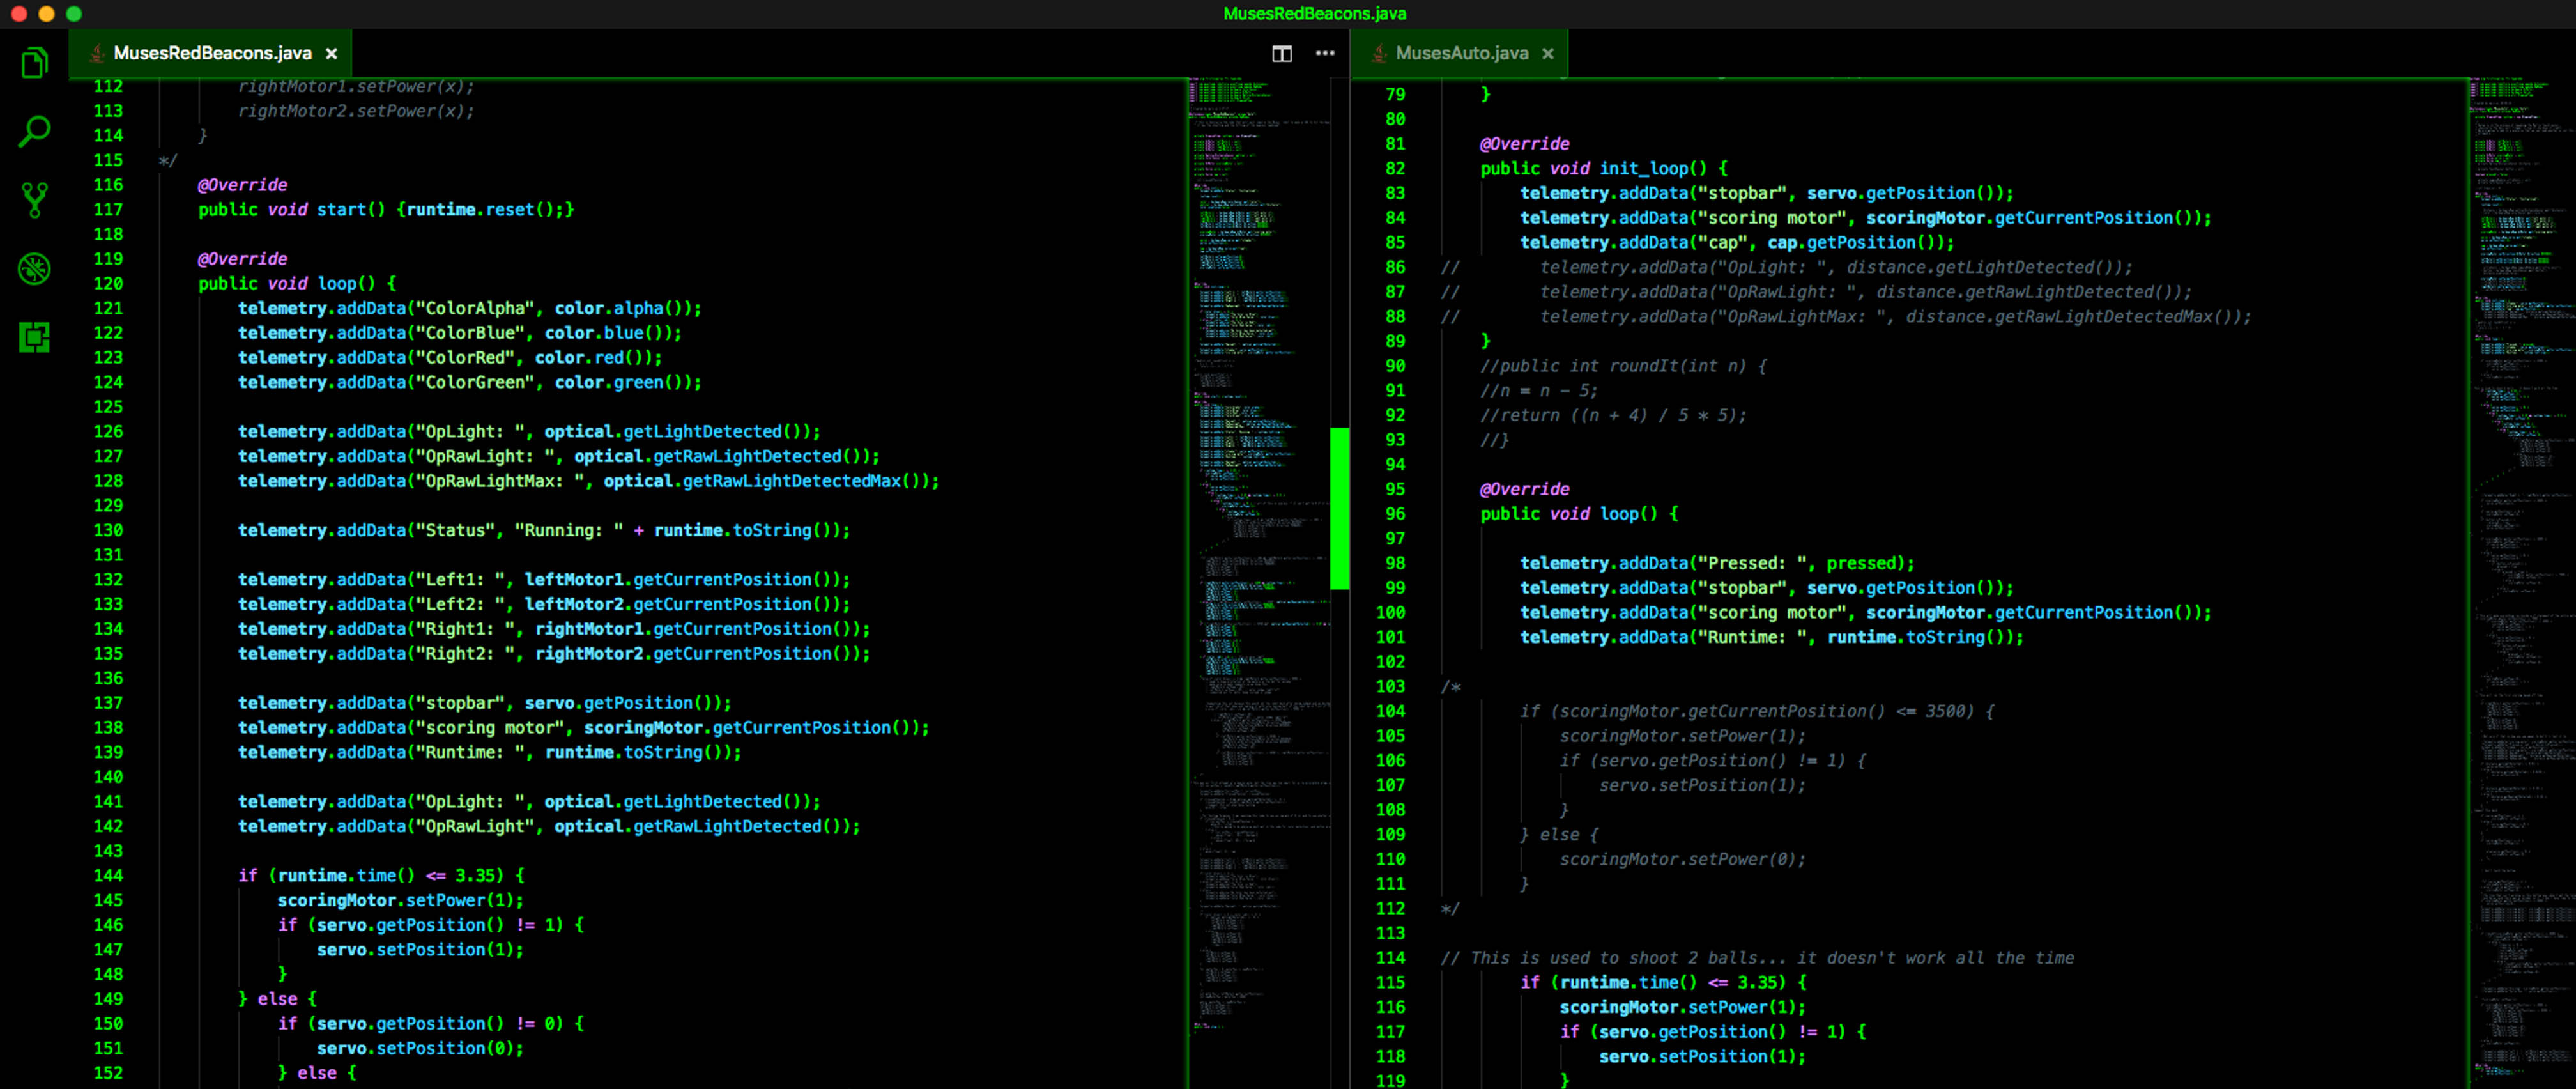 MusesRedBeacons.java
MusesRedBeacons.java
112 rightMotor1.setPower(x);
113 rightMotor2.setPower(x);
114 }
115 */
116 @Override
117 public void start() {runtime.reset();}
118
119 @Override
120 public void loop() {
121 telemetry.addData("ColorAlpha", color.alpha());
122 telemetry.addData("ColorBlue", color.blue());
123 telemetry.addData("ColorRed", color.red());
124 telemetry.addData("ColorGreen", color.green());
125
126 telemetry.addData("OpLight: ", optical.getLightDetected());
127 telemetry.addData("OpRawLight: ", optical.getRawLightDetected());
128 telemetry.addData("OpRawLightMax: ", optical.getRawLightDetectedMax());
129
130 telemetry.addData("Status", "Running: " + runtime.toString());
131
132 telemetry.addData("Left1: ", leftMotor1.getCurrentPosition());
133 telemetry.addData("Left2: ", leftMotor2.getCurrentPosition());
134 telemetry.addData("Right1: ", rightMotor1.getCurrentPosition());
135 telemetry.addData("Right2: ", rightMotor2.getCurrentPosition());
136
137 telemetry.addData("stopbar", servo.getPosition());
138 telemetry.addData("scoring motor", scoringMotor.getCurrentPosition());
139 telemetry.addData("Runtime: ", runtime.toString());
140
141 telemetry.addData("OpLight: ", optical.getLightDetected());
142 telemetry.addData("OpRawLight", optical.getRawLightDetected());
143
144 if (runtime.time() <= 3.35) {
145 scoringMotor.setPower(1);
146 if (servo.getPosition() != 1) {
147 servo.setPosition(1);
148 }
149 } else {
150 if (servo.getPosition() != 0) {
151 servo.setPosition(0);
152 } else {
MusesAuto.java
79 }
80
81 @Override
82 public void init_loop() {
83 telemetry.addData("stopbar", servo.getPosition());
84 telemetry.addData("scoring motor", scoringMotor.getCurrentPosition());
85 telemetry.addData("cap", cap.getPosition());
86 // telemetry.addData("OpLight: ", distance.getLightDetected());
87 // telemetry.addData("OpRawLight: ", distance.getRawLightDetected());
88 // telemetry.addData("OpRawLightMax: ", distance.getRawLightDetectedMax());
89 }
90 //public int roundIt(int n) {
91 //n = n - 5;
92 //return ((n + 4) / 5 * 5);
93 //}
94
95 @Override
96 public void loop() {
97
98 telemetry.addData("Pressed: ", pressed);
99 telemetry.addData("stopbar", servo.getPosition());
100 telemetry.addData("scoring motor", scoringMotor.getCurrentPosition());
101 telemetry.addData("Runtime: ", runtime.toString());
102
103 /*
104 if (scoringMotor.getCurrentPosition() <= 3500) {
105 scoringMotor.setPower(1);
106 if (servo.getPosition() != 1) {
107 servo.setPosition(1);
108 }
109 } else {
110 scoringMotor.setPower(0);
111 }
112 */
113
114 // This is used to shoot 2 balls... it doesn't work all the time
115 if (runtime.time() <= 3.35) {
116 scoringMotor.setPower(1);
117 if (servo.getPosition() != 1) {
118 servo.setPosition(1);
119 }